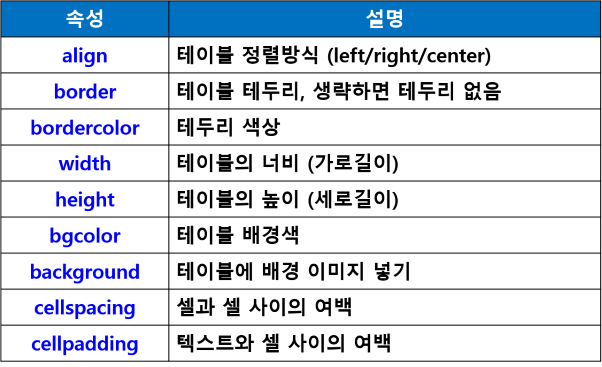 속성 설명
align 테이블 정렬방식 (left/right/center)
border 테이블 테두리, 생략하면 테두리 없음
bordercolor 테두리 색상
width 테이블의 너비 (가로길이)
height 테이블의 높이 (세로길이)
bgcolor 테이블 배경색
background 테이블에 배경 이미지 넣기
cellspacing 셀과 셀 사이의 여백
cellpadding 텍스트와 셀 사이의 여백